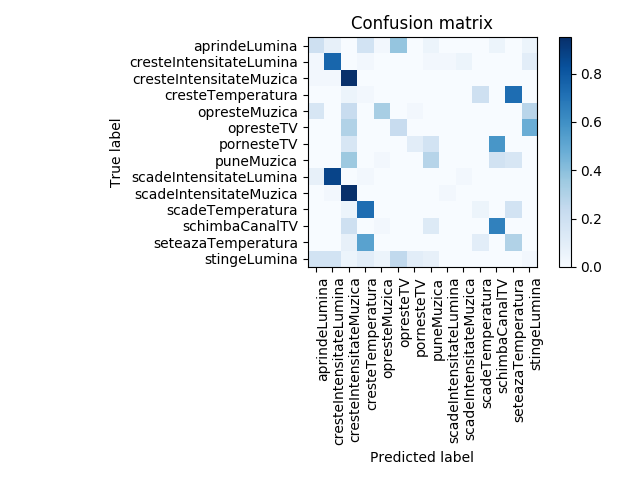 Confusion matrix
aprindeLumina
cresteIntensitateLumina
cresteIntensitateMuzica
cresteTemperatura
opresteMuzica
opresteTV
pornesteTV
puneMuzica
scadeIntensitateLumina
scadeIntensitateMuzica
scadeTemperatura
schimbaCanalTV
seteazaTemperatura
stingeLumina
True label
aprindeLumina
cresteIntensitateLumina
cresteIntensitateMuzica
cresteTemperatura
opresteMuzica
opresteTV
pornesteTV
puneMuzica
scadeIntensitateLumina
scadeIntensitateMuzica
scadeTemperatura
schimbaCanalTV
seteazaTemperatura
stingeLumina
Predicted label
0.8
0.6
0.4
0.2
0.0